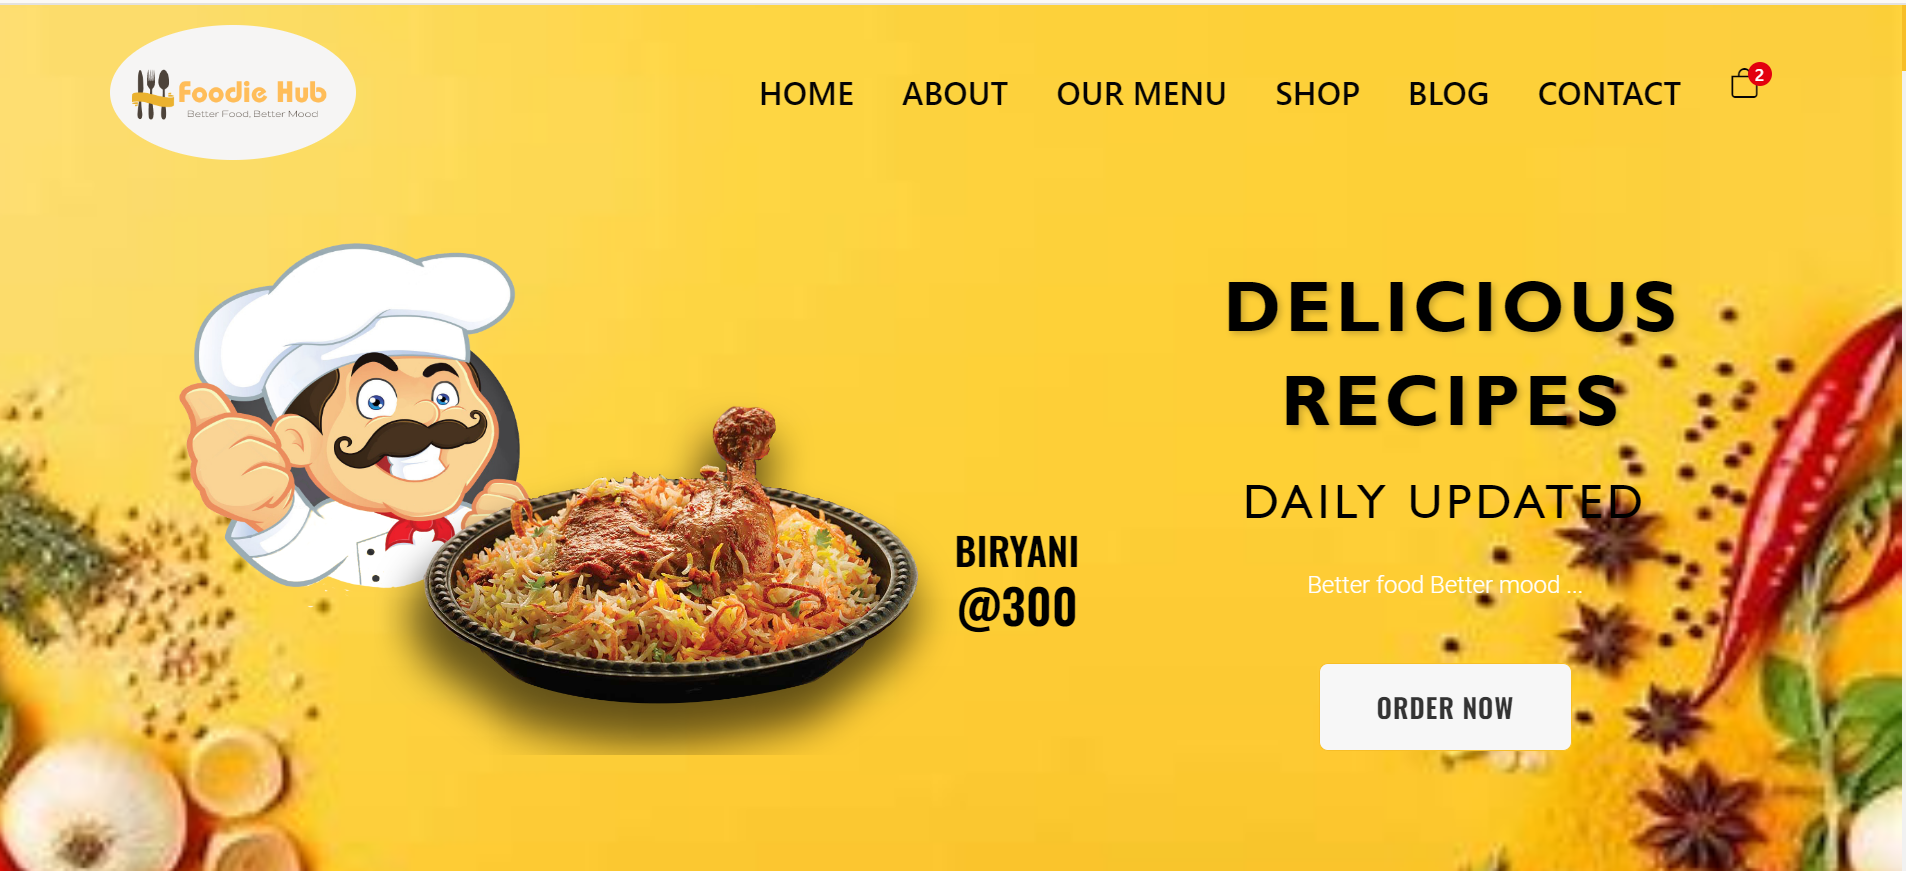 Foodie Hub
Better Food, Better Mood
HOME ABOUT OUR MENU SHOP BLOG CONTACT 2
DELICIOUS
RECIPES
DAILY UPDATED
BIRYANI
@300
Better food Better mood ...
ORDER NOW